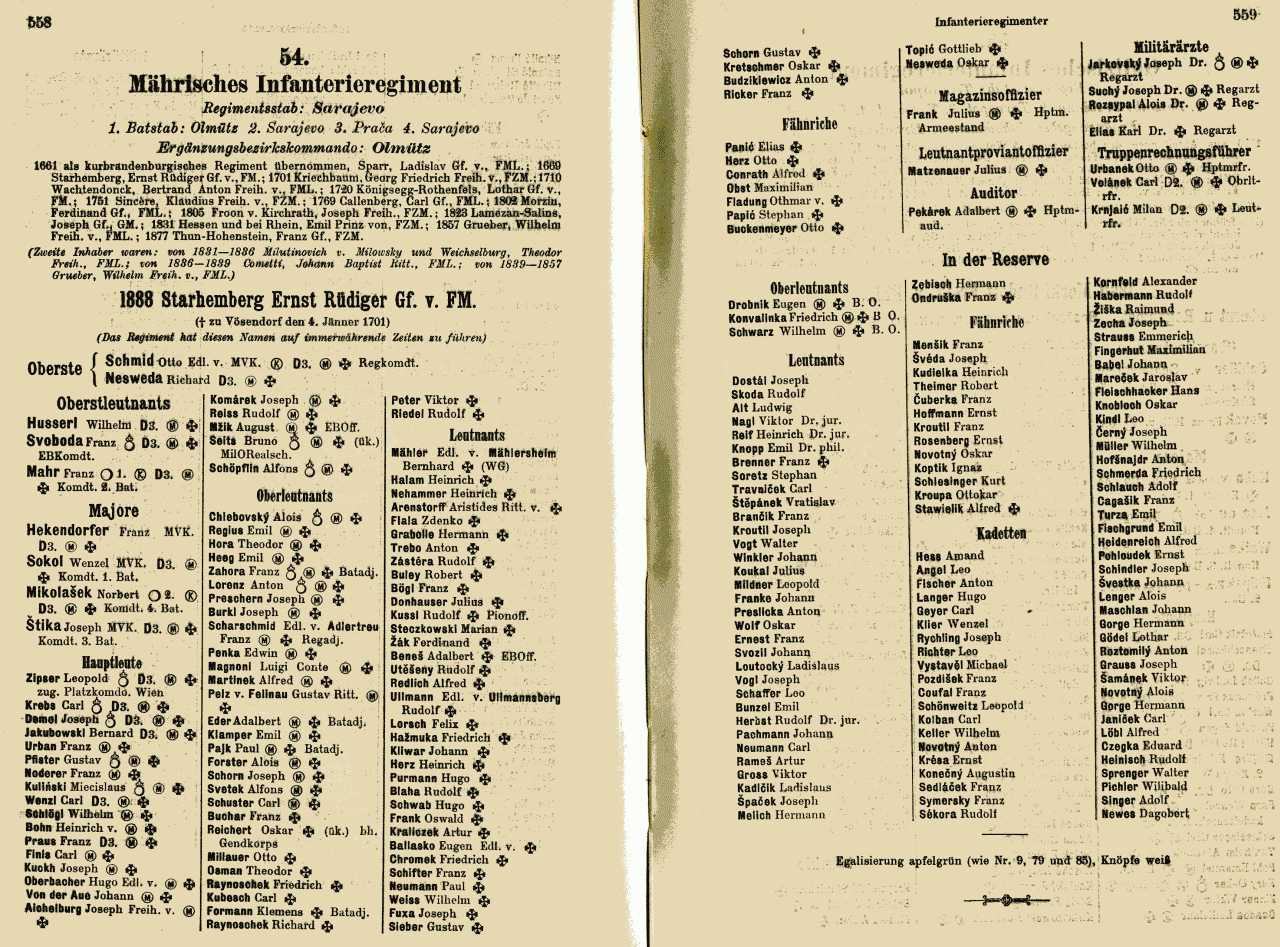 558
54.
Mährisches Infanterieregiment
Regimentsstab: Sarajevo
1. Batstab: Olmütz 2. Sarajevo 3. Prača 4. Sarajevo
Ergänzungsbezirkskommando: Olmütz
1661 als kurbrandenburgisches Regiment übernommen, Sparr, Ladislav Gf. v., FML.; 1669
Starhemberg, Ernst Rüdiger Gf. v., FM.; 1701 Kriechbaum, Georg Friedrich Freih. v., FZM.; 1710
Wachtendonck, Bertrand Anton Freih. v., FML.; 1720 Königsegg-Rothenfels, Lothar Gf. v.,
FM.; 1751 Sincère, Klaudius Freih. v., FZM.; 1769 Callenberg, Carl Gf., FML.; 1802 Morzin,
Ferdinand Gf., FML.; 1805 Froon v. Kirchrath, Joseph Freih., FZM.; 1823 Lamezan-Salins,
Joseph Gf., GM.; 1831 Hessen und bei Rhein, Emil Prinz von, FZM.; 1857 Grueber, Wilhelm
Freih. v., FML.; 1877 Thun-Hohenstein, Franz Gf., FZM.
(Zweite Inhaber waren: von 1831—1836 Milutinovich v. Milowsky und Weichselburg, Theodor
Freih., FML.; von 1836—1839 Cometti, Johann Baptist Ritt., FML.; von 1839—1857
Grueber, Wilhelm Freih. v., FML.)
1888 Starhemberg Ernst Rüdiger Gf. v. FM.
(† zu Vösendorf den 4. Jänner 1701)
(Das Regiment hat diesen Namen auf immerwährende Zeiten zu führen)
Oberste
Schmid Otto Edl. v. MVK. Ⓚ D3. Ⓜ ✠ Regkomdt.
Nesweda Richard D3. Ⓜ ✠
Oberstleutnants
Husserl Wilhelm D3. Ⓜ ✠
Svoboda Franz D3. Ⓜ ✠
EBKomdt.
Mahr Franz 1. Ⓚ D3. Ⓜ
✠ Komdt. 2. Bat.
Majore
Hekendorfer Franz MVK.
D3. Ⓜ ✠
Sokol Wenzel MVK. D3. Ⓜ
✠ Komdt. 1. Bat.
Mikolašek Norbert 2. Ⓚ
D3. Ⓜ ✠ Komdt. 4. Bat.
Štika Joseph MVK. D3. Ⓜ ✠
Komdt. 3. Bat.
Hauptleute
Zipser Leopold D3. Ⓜ ✠
zug. Platzkomdo. Wien
Krebs Carl D3. Ⓜ ✠
Demel Joseph D3. Ⓜ ✠
Jakubowski Bernard D3. Ⓜ ✠
Urban Franz Ⓜ ✠
Pfister Gustav Ⓜ ✠
Noderer Franz Ⓜ ✠
Kuliński Miecislaus Ⓜ ✠
Wenzl Carl D3. Ⓜ ✠
Schlögl Wilhelm Ⓜ ✠
Bohn Heinrich v. Ⓜ ✠
Praus Franz D3. Ⓜ ✠
Finis Carl Ⓜ ✠
Kuckh Joseph Ⓜ ✠
Oberbacher Hugo Edl. v. Ⓜ ✠
Von der Aue Johann Ⓜ ✠
Aichelburg Joseph Freih. v. Ⓜ
✠
Komárek Joseph Ⓜ ✠
Reiss Rudolf Ⓜ ✠
Mžik August Ⓜ ✠ EBOff.
Seits Bruno Ⓜ ✠ (ük.)
MilORealsch.
Schöpflin Alfons Ⓜ ✠
Oberleutnants
Chlebovský Alois Ⓜ ✠
Regius Emil Ⓜ ✠
Hora Theodor Ⓜ ✠
Heeg Emil Ⓜ ✠
Zahora Franz Ⓜ ✠ Batadj.
Lorenz Anton Ⓜ ✠
Preschern Joseph Ⓜ ✠
Burkl Joseph Ⓜ ✠
Scharschmid Edl. v. Adlertreu
Franz Ⓜ ✠ Regadj.
Penka Edwin Ⓜ ✠
Magnoni Luigi Conte Ⓜ ✠
Martinek Alfred Ⓜ ✠
Pelz v. Felinau Gustav Ritt. Ⓜ
✠
Eder Adalbert Ⓜ ✠ Batadj.
Klamper Emil Ⓜ ✠
Pajk Paul Ⓜ ✠ Batadj.
Forster Alois Ⓜ ✠
Schorn Joseph Ⓜ ✠
Svetek Alfons Ⓜ ✠
Schuster Carl Ⓜ ✠
Buchar Franz ✠
Reichert Oskar ✠ (ük.) bh.
Gendkorps
Millauer Otto ✠
Osman Theodor ✠
Raynoschek Friedrich ✠
Kubesch Carl ✠
Formann Klemens ✠ Batadj.
Raynoschek Richard ✠
Peter Viktor ✠
Riedel Rudolf ✠
Leutnants
Mähler Edl. v. Mählersheim
Bernhard ✠ (WG)
Halam Heinrich ✠
Nehammer Heinrich ✠
Arenstorff Aristides Ritt. v. ✠
Fiala Zdenko ✠
Grabolle Hermann ✠
Trebo Anton ✠
Zástěra Rudolf ✠
Buley Robert ✠
Bögl Franz ✠
Donhauser Julius ✠
Kussi Rudolf ✠ Pionoff.
Steczkowski Marian ✠
Žák Ferdinand ✠
Beneš Adalbert ✠ EBOff.
Utěšeny Rudolf ✠
Redlich Alfred ✠
Ullmann Edl. v. Ullmannsberg
Rudolf ✠
Lorsch Felix ✠
Hažmuka Friedrich ✠
Kliwar Johann ✠
Herz Heinrich ✠
Purmann Hugo ✠
Blaha Rudolf ✠
Schwab Hugo ✠
Frank Oswald ✠
Kraliczek Artur ✠
Ballasko Eugen Edl. v. ✠
Chromek Friedrich ✠
Schifter Franz ✠
Neumann Paul ✠
Weiss Wilhelm ✠
Fuxa Joseph ✠
Sieber Gustav ✠
Infanterieregimenter
559
Schorn Gustav ✠
Kretschmer Oskar ✠
Budzikiewicz Anton ✠
Ricker Franz ✠
Fähnriche
Panić Elias ✠
Herz Otto ✠
Conrath Alfred ✠
Obst Maximilian
Fladung Othmar v. ✠
Papić Stephan ✠
Buckenmeyer Otto ✠
Topić Gottlieb ✠
Nesweda Oskar ✠
Magazinsoffizier
Frank Julius Ⓜ ✠ Hptm.
Armeestand
Leutnantproviantoffizier
Matzenauer Julius Ⓜ ✠
Auditor
Pekárek Adalbert Ⓜ ✠ Hptm-
aud.
Militärärzte
Jarkovský Joseph Dr. Ⓜ ✠
Regarzt
Suchý Joseph Dr. Ⓜ ✠ Regarzt
Rozsypal Alois Dr. Ⓜ ✠ Reg-
arzt
Elias Karl Dr. ✠ Regarzt
Truppenrechnungsführer
Urbanek Otto Ⓜ ✠ Hptmrfr.
Volánek Carl D2. Ⓜ ✠ Obrlt-
rfr.
Krnjaić Milan D2. Ⓜ ✠ Leut-
rfr.
In der Reserve
Oberleutnants
Drobnik Eugen Ⓜ ✠ B. O.
Konvalinka Friedrich Ⓜ ✠ B O.
Schwarz Wilhelm Ⓜ ✠ B. O.
Leutnants
Dostál Joseph
Skoda Rudolf
Alt Ludwig
Nagl Viktor Dr. jur.
Reif Heinrich Dr. jur.
Knopp Emil Dr. phil.
Brenner Franz ✠
Soretz Stephan
Travniček Carl
Štěpánek Vratislav
Brančik Franz
Kroutil Joseph
Vogt Walter
Winkler Johann
Koukal Julius
Mildner Leopold
Franke Johann
Preslicka Anton
Wolf Oskar
Ernest Franz
Svozil Johann
Loutocký Ladislaus
Vogl Joseph
Schaffer Leo
Bunzel Emil
Herbst Rudolf Dr. jur.
Pachmann Johann
Neumann Carl
Rameš Artur
Gross Viktor
Kadlčik Ladislaus
Špaček Joseph
Melich Hermann
Zebisch Hermann
Ondruška Franz ✠
Fähnriche
Menšik Franz
Švéda Joseph
Kudielka Heinrich
Theimer Robert
Čuberka Franz
Hoffmann Ernst
Kroutil Franz
Rosenberg Ernst
Novotný Oskar
Koptik Ignaz
Schlesinger Kurt
Kroupa Ottokar
Stawielik Alfred ✠
Kadetten
Hess Amand
Angel Leo
Fischer Anton
Langer Hugo
Geyer Carl
Klier Wenzel
Rychling Joseph
Richter Leo
Vystavěl Michael
Pozdišek Franz
Coufal Franz
Schönweitz Leopold
Kolban Carl
Keller Wilhelm
Novotný Anton
Krésa Ernst
Konečný Augustin
Sedláček Franz
Symersky Franz
Sékora Rudolf
Kornfeld Alexander
Habermann Rudolf
Žiška Raimund
Zecha Joseph
Strauss Emmerich
Fingerhut Maximilian
Babel Johann
Mareček Jaroslav
Fleischhacker Hans
Knobloch Oskar
Kindl Leo
Černý Joseph
Müller Wilhelm
Hofšnajdr Anton
Schmerda Friedrich
Schlauch Adolf
Cagašik Franz
Turza Emil
Fischgrund Emil
Heidenreich Alfred
Pohloudek Ernst
Schindler Joseph
Švestka Johann
Lenger Alois
Maschlan Johann
Gorge Hermann
Gödel Lothar
Roztomilý Anton
Grauss Joseph
Šamánek Viktor
Novotný Alois
Gorge Hermann
Janiček Carl
Löbl Alfred
Czegka Eduard
Heinisch Rudolf
Sprenger Walter
Pichler Wilibald
Singer Adolf
Newes Dagobert
Egalisierung apfelgrün (wie Nr. 9, 79 und 85), Knöpfe weiß